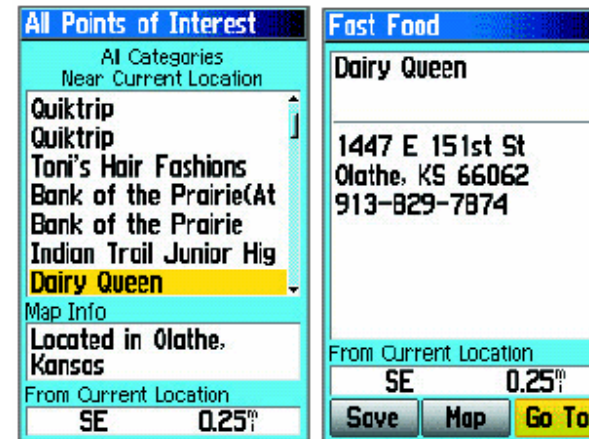 All Points of Interest
All Categories
Near Current Location
Quiktrip
Quiktrip
Toni's Hair Fashions
Bank of the Prairie(At
Bank of the Prairie
Indian Trail Junior Hig
Dairy Queen
Map Info
Located in Olathe,
Kansas
From Current Location
SE 0.25m
Fast Food
Dairy Queen
1447 E 151st St
Olathe, KS 66062
913-829-7874
From Current Location
SE 0.25m
Save Map Go To